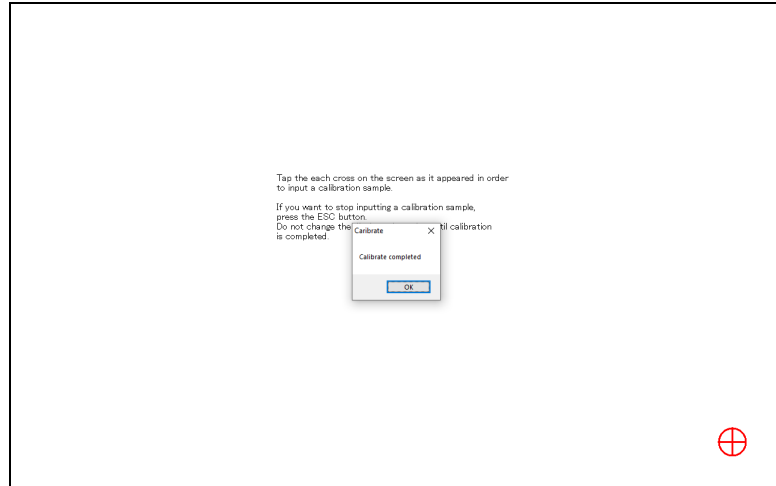 Tap the each cross on the screen as it appeared in order
to input a calibration sample.
If you want to stop inputting a calibration sample,
press the ESC button.
Do not change the til calibration
is completed.
Caribrate
Calibrate completed
OK